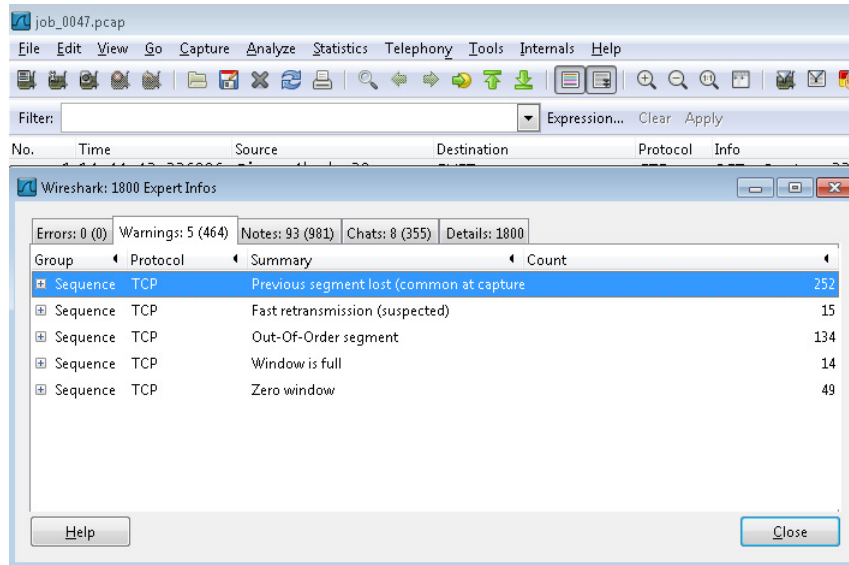 job_0047.pcap
File Edit View Go Capture Analyze Statistics Telephony Tools Internals Help
Filter: Expression... Clear Apply
No. Time Source Destination Protocol Info
Wireshark: 1800 Expert Infos
Errors: 0 (0) Warnings: 5 (464) Notes: 93 (981) Chats: 8 (355) Details: 1800
Group Protocol Summary Count
Sequence TCP Previous segment lost (common at capture 252
Sequence TCP Fast retransmission (suspected) 15
Sequence TCP Out-Of-Order segment 134
Sequence TCP Window is full 14
Sequence TCP Zero window 49
Help Close